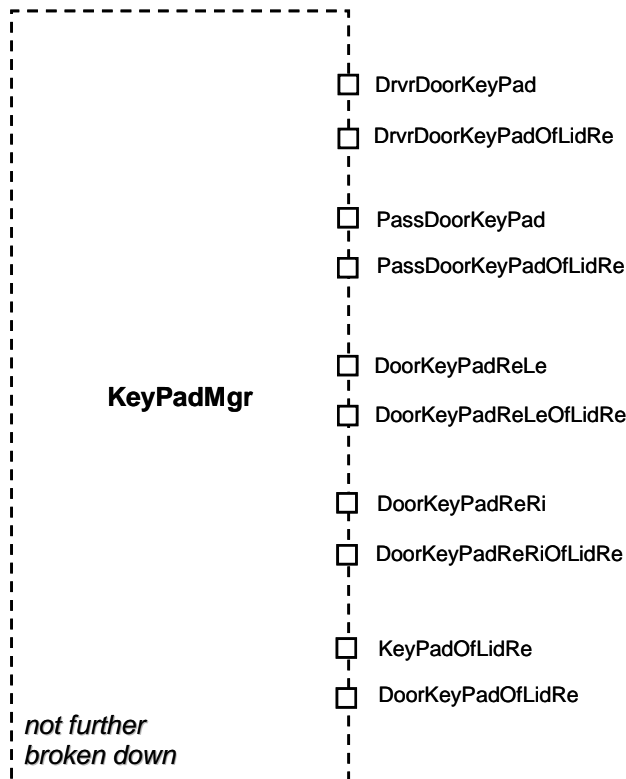 DrvrDoorKeyPad
DrvrDoorKeyPadOfLidRe
PassDoorKeyPad
PassDoorKeyPadOfLidRe
DoorKeyPadReLe
KeyPadMgr
DoorKeyPadReLeOfLidRe
DoorKeyPadReRi
DoorKeyPadReRiOfLidRe
KeyPadOfLidRe
DoorKeyPadOfLidRe
not further
broken down